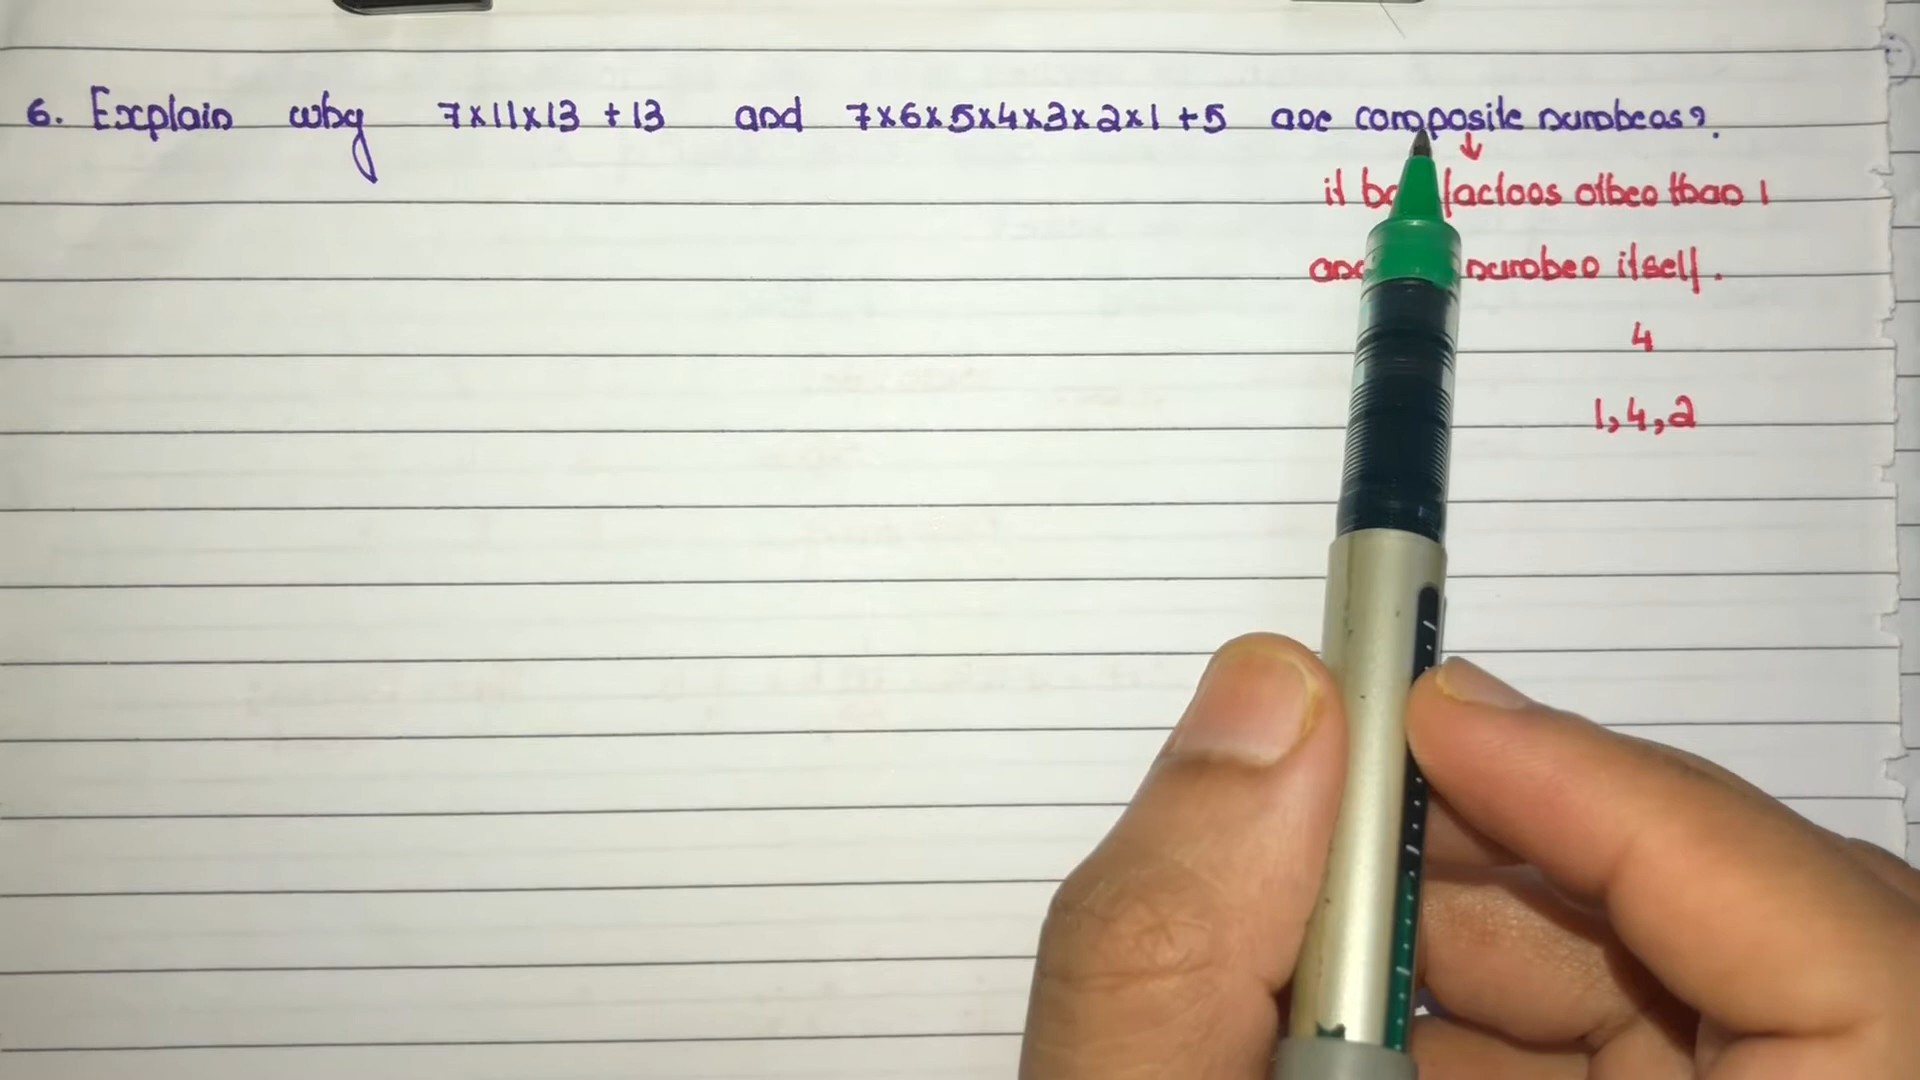 6. Explain why 7×11×13 + 13 and 7×6×5×4×3×2×1 + 5 are composite numbers?
it factors other than 1
number itself.
4
1, 4, 2